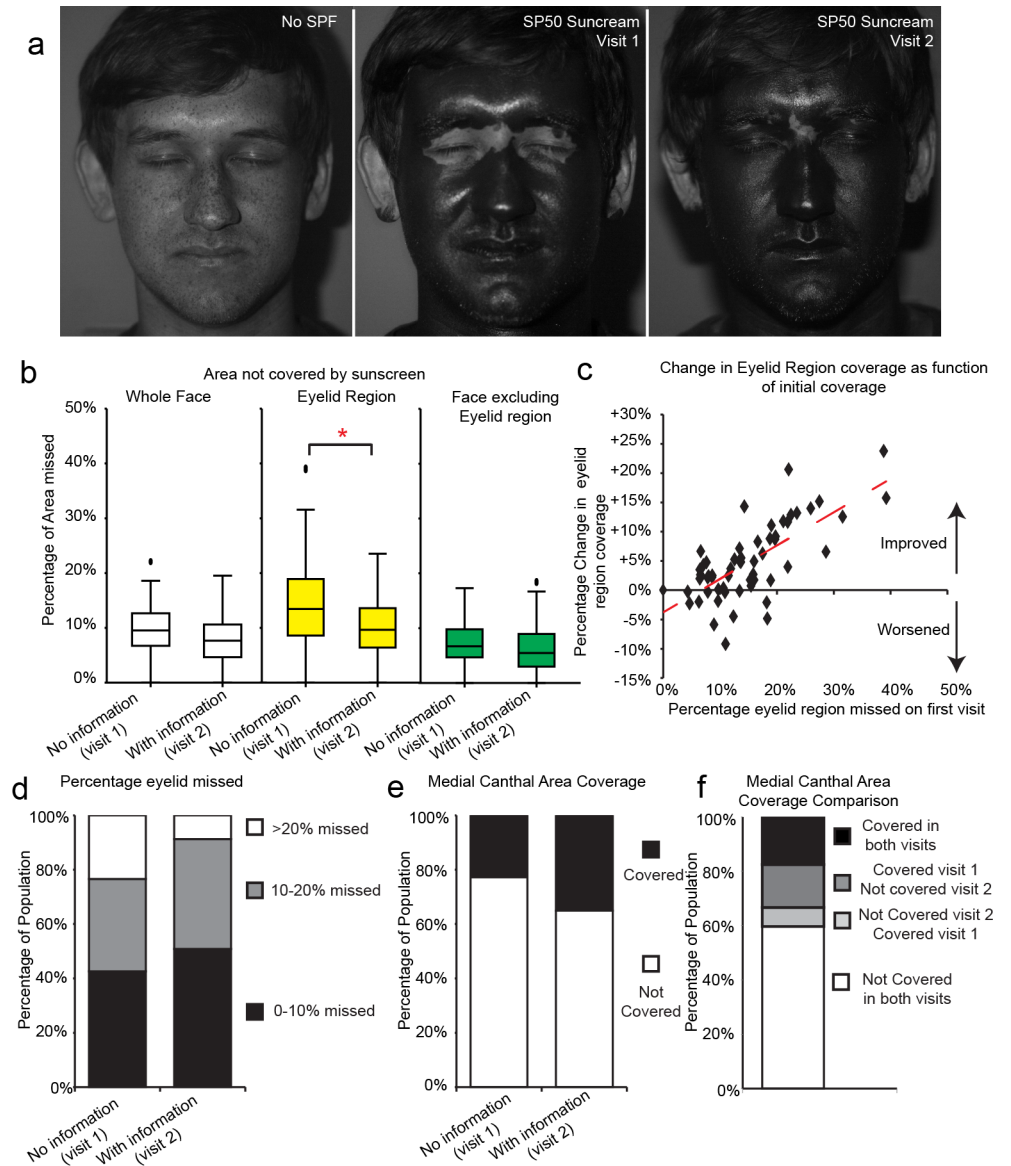 a
No SPF
SP50 Suncream
Visit 1
SP50 Suncream
Visit 2
b
Area not covered by sunscreen
Whole Face
Eyelid Region
Face excluding
Eyelid region
Percentage of Area missed
50%
40%
30%
20%
10%
0%
*
No information
(visit 1)
With information
(visit 2)
No information
(visit 1)
With information
(visit 2)
No information
(visit 1)
With information
(visit 2)
c
Change in Eyelid Region coverage as function
of initial coverage
Percentage Change in eyelid
region coverage
+30%
+25%
+20%
+15%
+10%
+5%
0%
-5%
-10%
-15%
Improved
Worsened
0%
10%
20%
30%
40%
50%
Percentage eyelid region missed on first visit
d
Percentage eyelid missed
Percentage of Population
100%
80%
60%
40%
20%
0%
>20% missed
10-20% missed
0-10% missed
No information
(visit 1)
With information
(visit 2)
e
Medial Canthal Area Coverage
Percentage of Population
100%
80%
60%
40%
20%
0%
Covered
Not
Covered
No information
(visit 1)
With information
(visit 2)
f
Medial Canthal Area
Coverage Comparison
Percentage of Population
100%
80%
60%
40%
20%
0%
Covered in
both visits
Covered visit 1
Not covered visit 2
Not Covered visit 2
Covered visit 1
Not Covered
in both visits